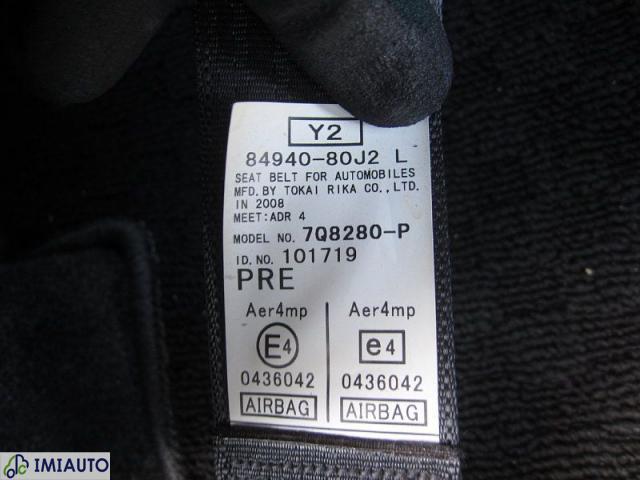 Y2
84940-80J2 L
SEAT BELT FOR AUTOMOBILES
MFD.BY TOKAI RIKA CO.,LTD.
IN 2008
MEET:ADR 4
MODEL NO. 7Q8280-P
ID.NO. 101719
PRE
Aer4mp Aer4mp
E4 e4
0436042 0436042
AIRBAG AIRBAG
IMIAUTO